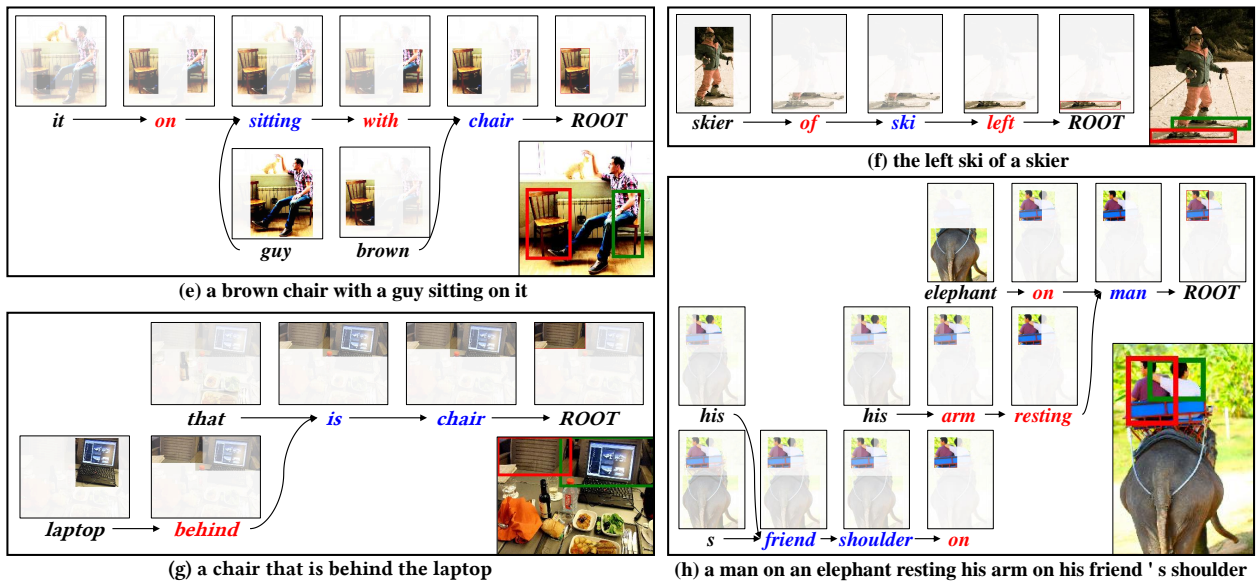 it on sitting with chair ROOT
guy brown
(e) a brown chair with a guy sitting on it
skier of ski left ROOT
(f) the left ski of a skier
that is chair ROOT
laptop behind
(g) a chair that is behind the laptop
elephant on man ROOT
his his arm resting
s friend shoulder on
(h) a man on an elephant resting his arm on his friend ' s shoulder